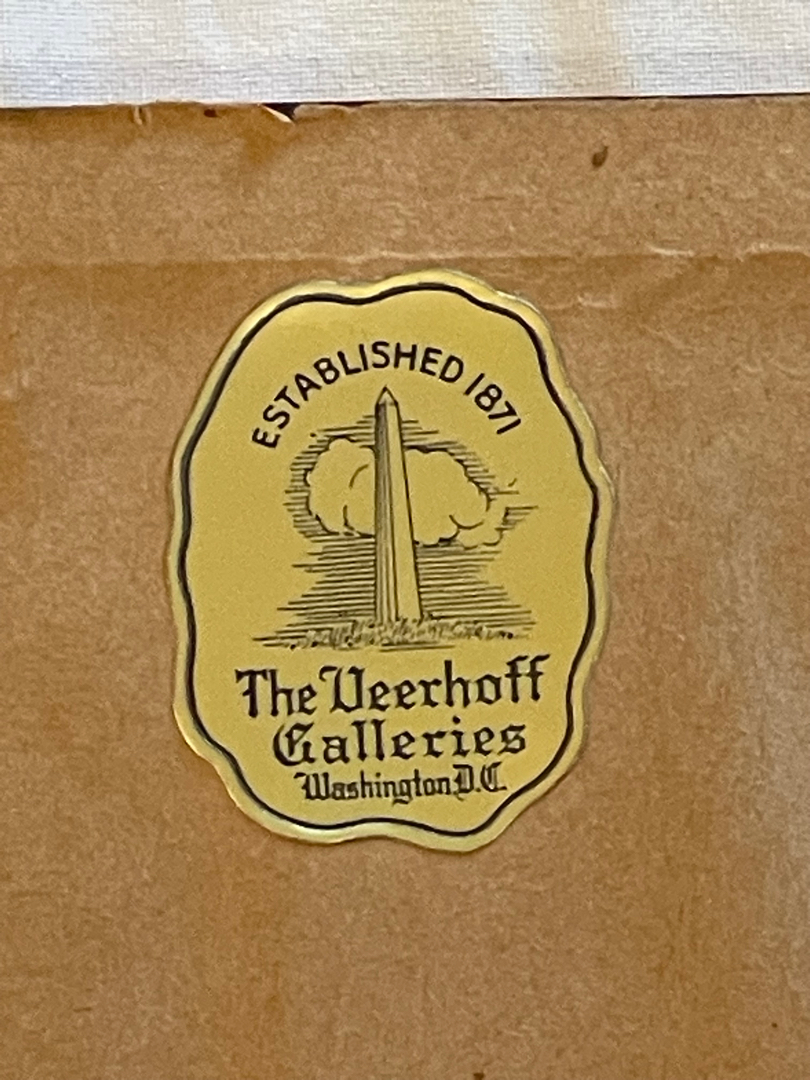 ESTABLISHED 1871
The Veerhoff
Galleries
Washington D.C.